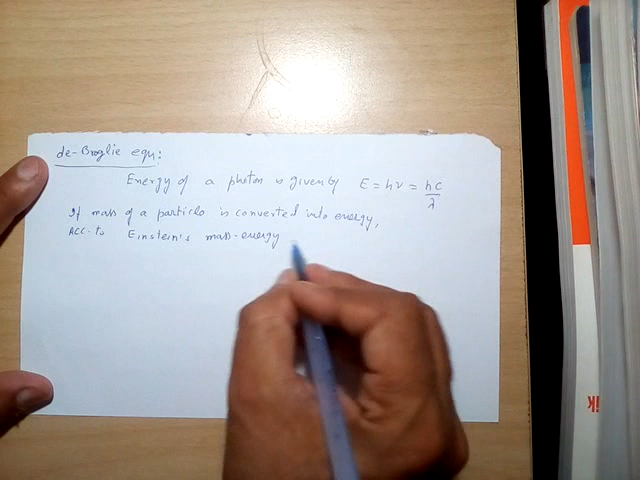 de-Broglie eqn:
Energy of a photon is given by E = hν = hc/λ
If mass of a particle is converted into energy,
Acc. to Einstein's mass-energy
ik